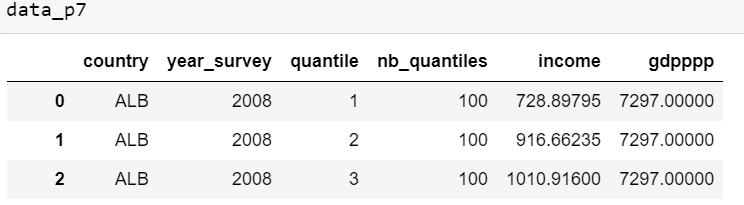 data_p7
country year_survey quantile nb_quantiles income gdpppp
0 ALB 2008 1 100 728.89795 7297.00000
1 ALB 2008 2 100 916.66235 7297.00000
2 ALB 2008 3 100 1010.91600 7297.00000